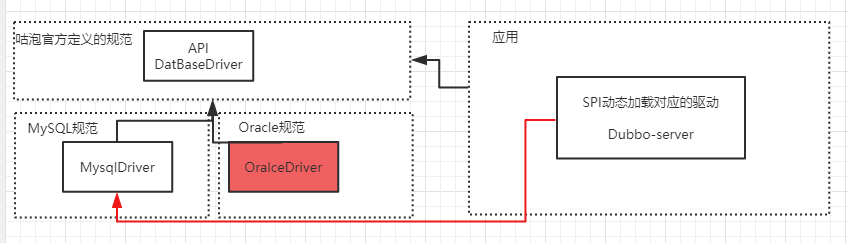 咕泡官方定义的规范
API
DatBaseDriver
MySQL规范
MysqlDriver
Oracle规范
OralceDriver
应用
SPI动态加载对应的驱动
Dubbo-server